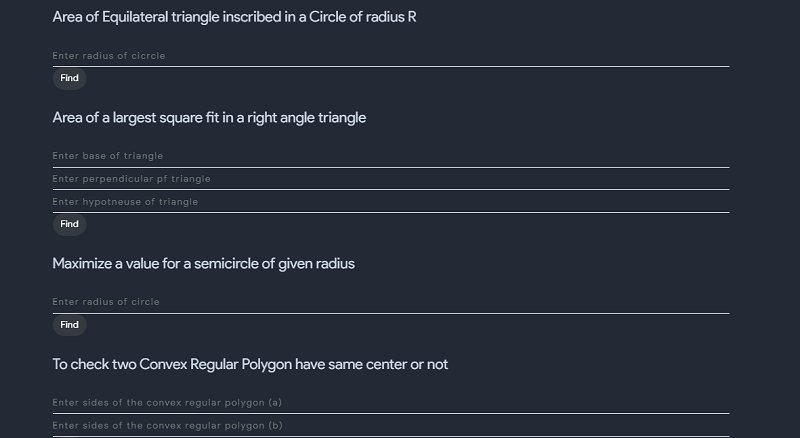 Area of Equilateral triangle inscribed in a Circle of radius R
Enter radius of cicrcle
Find
Area of a largest square fit in a right angle triangle
Enter base of triangle
Enter perpendicular pf triangle
Enter hypotneuse of triangle
Find
Maximize a value for a semicircle of given radius
Enter radius of circle
Find
To check two Convex Regular Polygon have same center or not
Enter sides of the convex regular polygon (a)
Enter sides of the convex regular polygon (b)